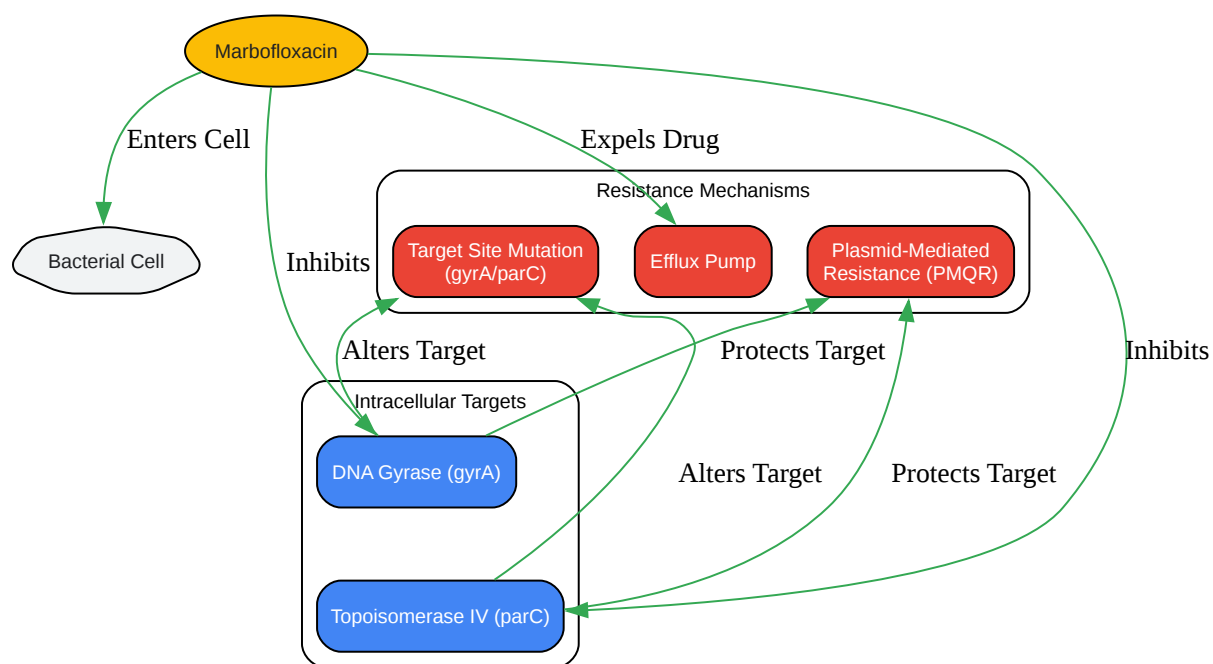 Marbofloxacin
Enters Cell
Expels Drug
Resistance Mechanisms
Target Site Mutation
(gyrA/parC)
Efflux Pump
Plasmid-Mediated
Resistance (PMQR)
Bacterial Cell
Inhibits
Alters Target
Protects Target
Inhibits
Intracellular Targets
DNA Gyrase (gyrA)
Alters Target
Protects Target
Topoisomerase IV (parC)